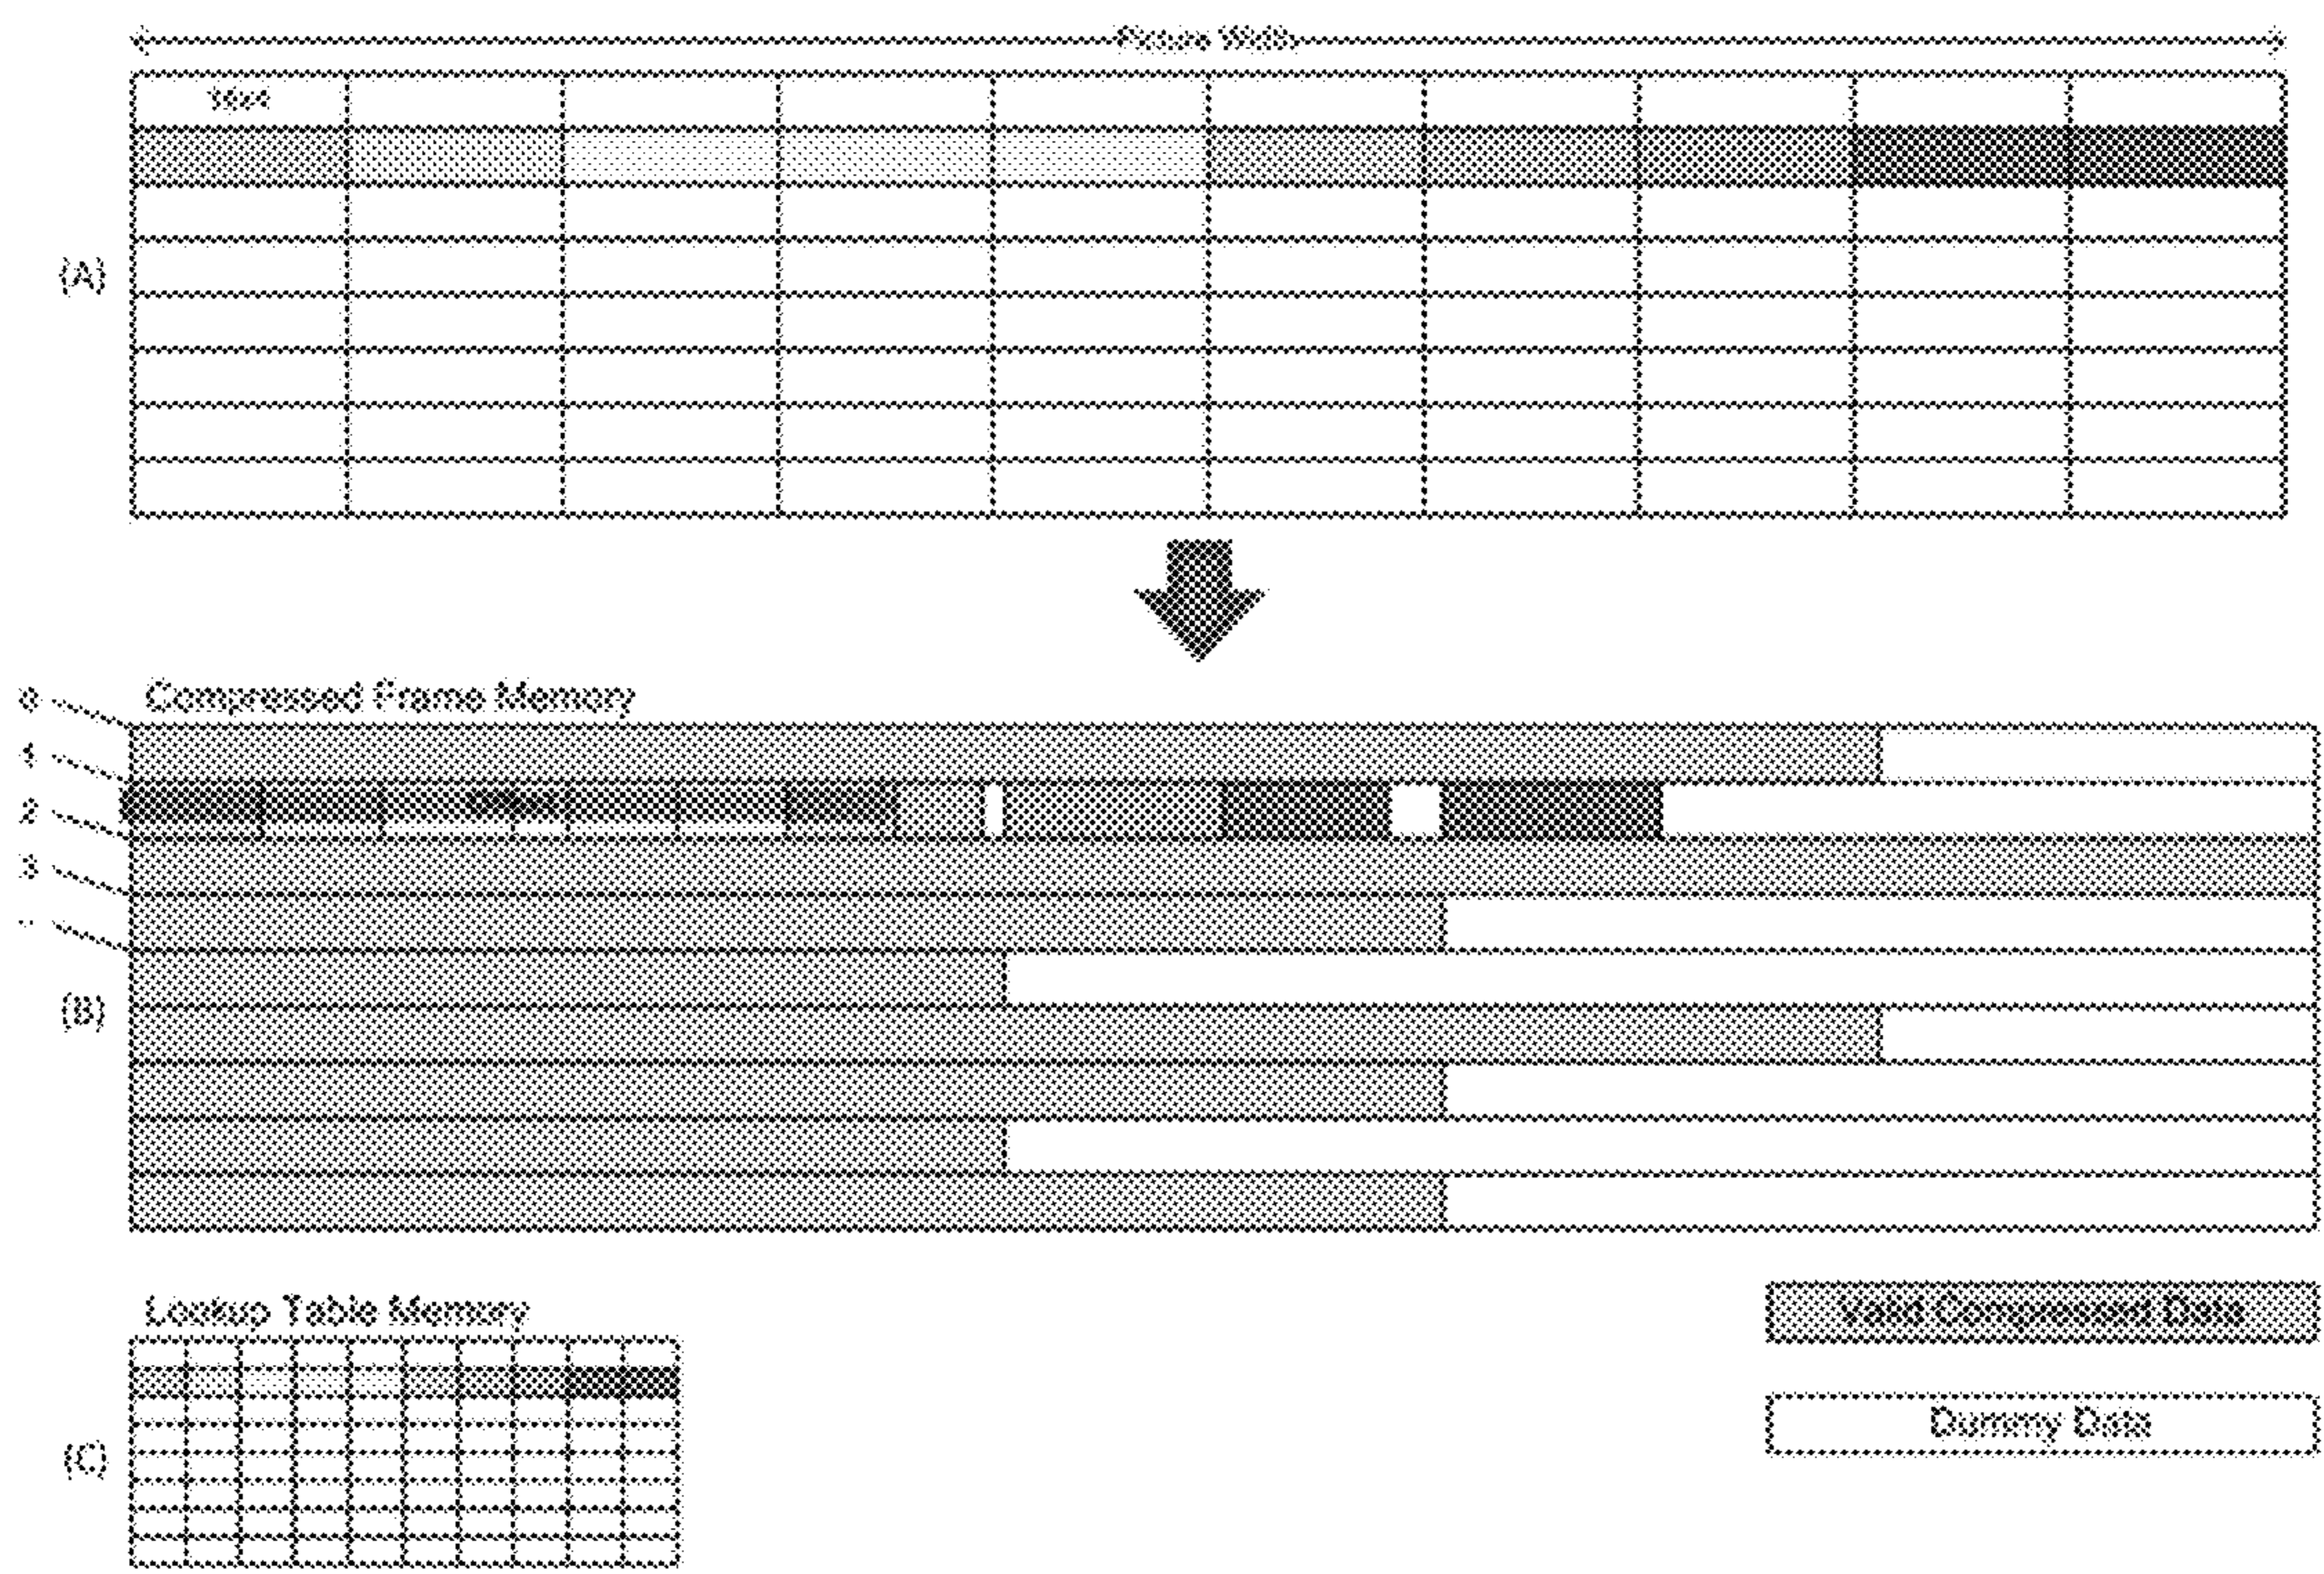 Picture Width
16x4
(A)
Compressed Frame Memory
0
1
2
3
:
(B)
Lookup Table Memory
Valid Compressed Data
Dummy Data
(C)